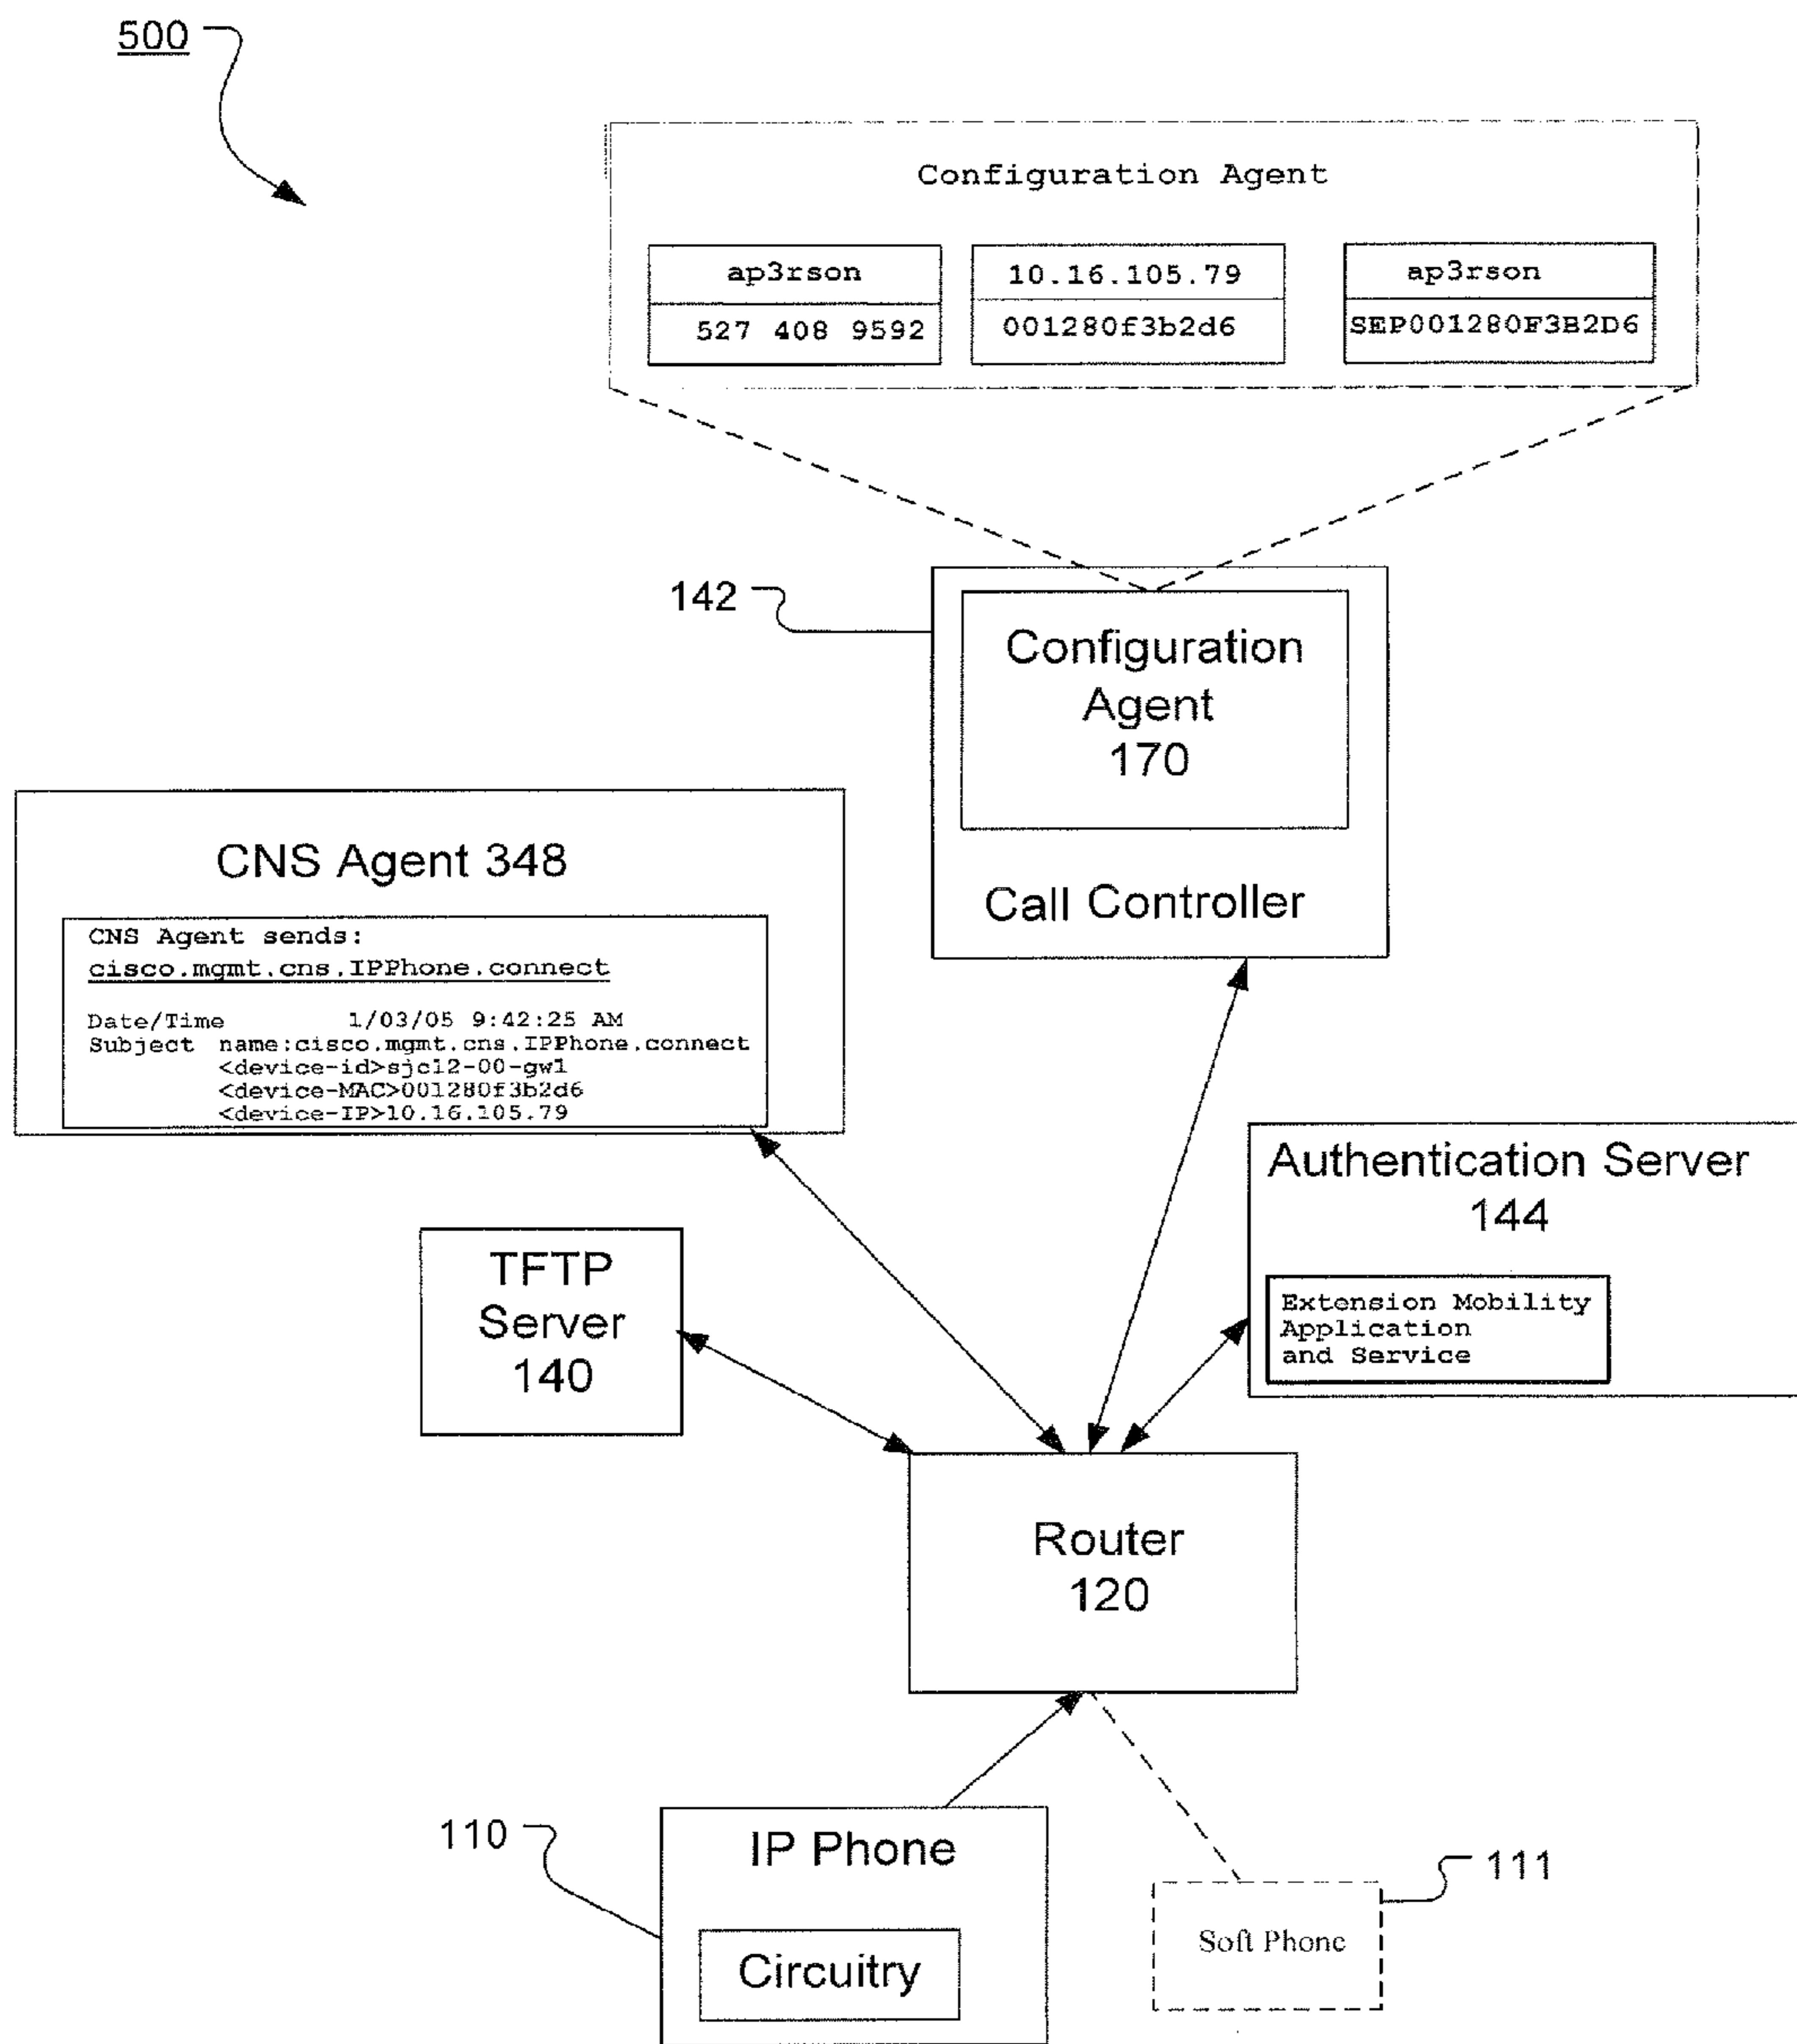 500
Configuration Agent
ap3rson
527 408 9592
10.16.105.79
001280f3b2d6
ap3rson
SEP001280F3B2D6
142
Configuration
Agent
170
Call Controller
CNS Agent 348
CNS Agent sends:
cisco.mgmt.cns.IPPhone.connect
Date/Time 1/03/05 9:42:25 AM
Subject name:cisco.mgmt.cns.IPPhone.connect
<device-id>sjc12-00-gw1
<device-MAC>001280f3b2d6
<device-IP>10.16.105.79
Authentication Server
144
Extension Mobility
Application
and Service
TFTP
Server
140
Router
120
110
IP Phone
Circuitry
111
Soft Phone